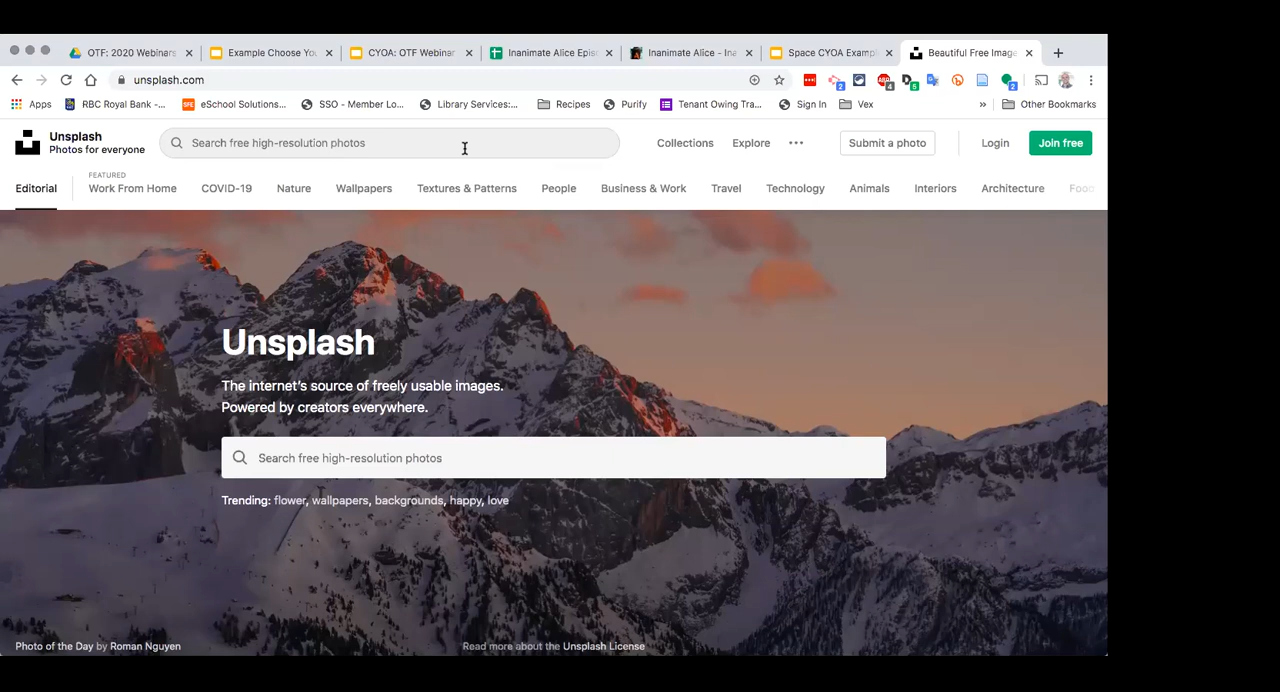 OTF: 2020 Webinars
Example Choose Yo
CYOA: OTF Webinar
Inanimate Alice Epis
Inanimate Alice - Ina
Space CYOA Exampl
Beautiful Free Image
unsplash.com
Apps
RBC Royal Bank -...
SFE
eSchool Solutions...
SSO - Member Lo...
Library Services:...
Recipes
Purify
Tenant Owing Tra...
Sign In
Vex
»
Other Bookmarks
Unsplash
Photos for everyone
Search free high-resolution photos
Collections
Explore
Submit a photo
Login
Join free
Editorial
FEATURED
Work From Home
COVID-19
Nature
Wallpapers
Textures & Patterns
People
Business & Work
Travel
Technology
Animals
Interiors
Architecture
Food
Unsplash
The internet's source of freely usable images.
Powered by creators everywhere.
Search free high-resolution photos
Trending: flower, wallpapers, backgrounds, happy, love
Photo of the Day by Roman Nguyen
Read more about the Unsplash License